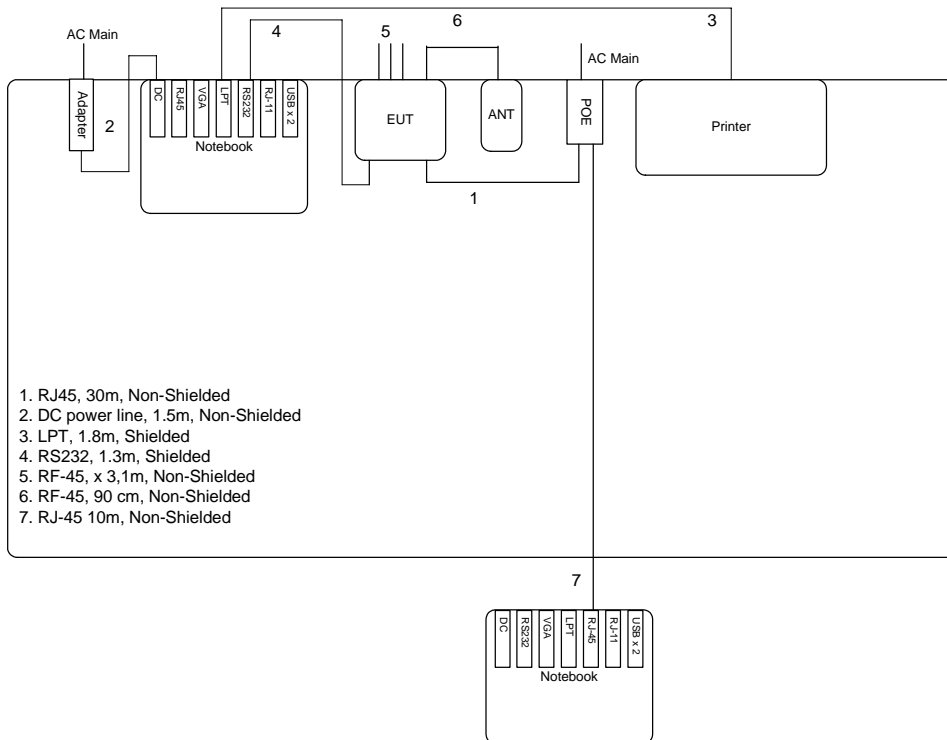 6
3
AC Main
4
5
AC Main
Adapter
2
DC
RJ45
VGA
LPT
RS232
RJ-11
USB x 2
Notebook
EUT
ANT
POE
Printer
1
1. RJ45, 30m, Non-Shielded
2. DC power line, 1.5m, Non-Shielded
3. LPT, 1.8m, Shielded
4. RS232, 1.3m, Shielded
5. RF-45, x 3,1m, Non-Shielded
6. RF-45, 90 cm, Non-Shielded
7. RJ-45 10m, Non-Shielded
7
DC
RS232
VGA
LPT
RJ-45
RJ-11
USB x 2
Notebook